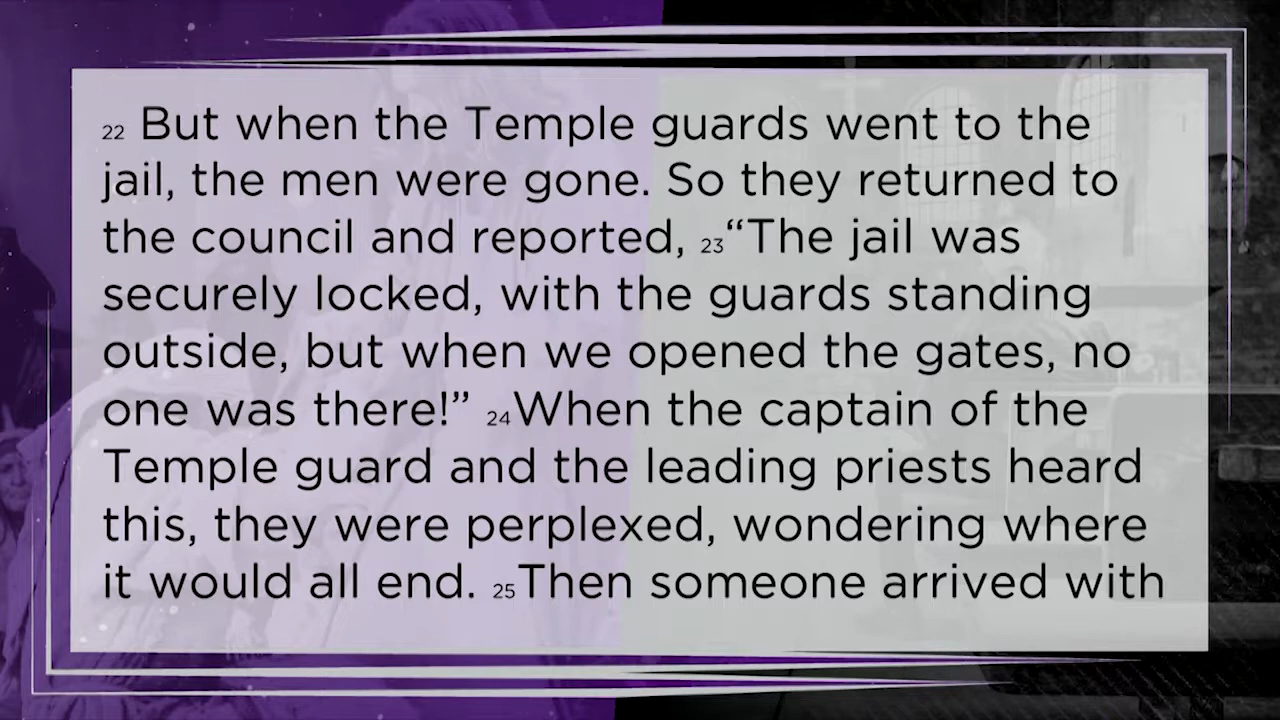 22 But when the Temple guards went to the
jail, the men were gone. So they returned to
the council and reported, 23“The jail was
securely locked, with the guards standing
outside, but when we opened the gates, no
one was there!” 24When the captain of the
Temple guard and the leading priests heard
this, they were perplexed, wondering where
it would all end. 25Then someone arrived with